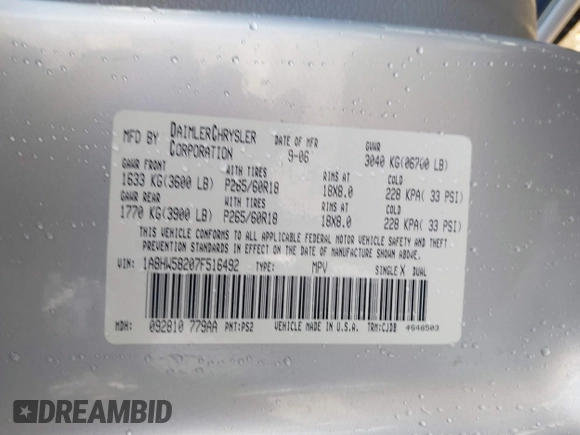 MFD BY DAIMLERCHRYSLER CORPORATION DATE OF MFR 9-06 GVWR 3040 KG(06700 LB)
GAWR FRONT WITH TIRES RIMS AT COLD
1633 KG(3600 LB) P265/60R18 18X8.0 228 KPA( 33 PSI)
GAWR REAR WITH TIRES RIMS AT COLD
1770 KG(3900 LB) P265/60R18 18X8.0 228 KPA( 33 PSI)
THIS VEHICLE CONFORMS TO ALL APPLICABLE FEDERAL MOTOR VEHICLE SAFETY AND THEFT
PREVENTION STANDARDS IN EFFECT ON THE DATE OF MANUFACTURE SHOWN ABOVE.
VIN: 1A8HW58207F516492 TYPE: MPV SINGLE X DUAL
MDH: 092810 779AA PNT:PS2 VEHICLE MADE IN U.S.A. TRM:CJDB 4648503
DREAMBID